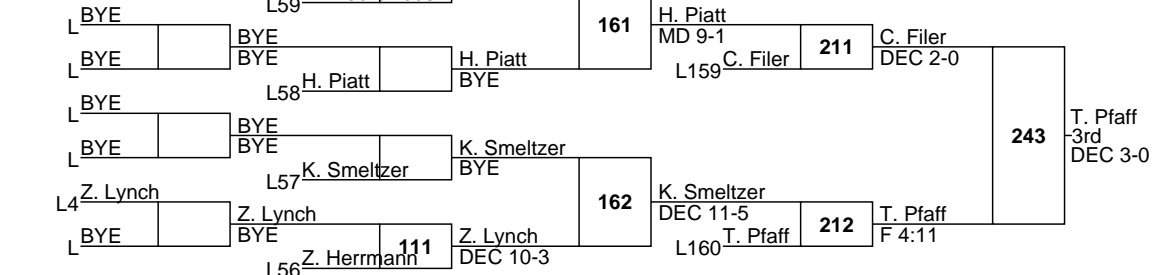 L59
L BYE
161
H. Piatt
MD 9-1
BYE
BYE
211
C. Filer
DEC 2-0
L BYE
H. Piatt
BYE
L159 C. Filer
L58 H. Piatt
L BYE
BYE
BYE
243
T. Pfaff
3rd
DEC 3-0
L BYE
K. Smeltzer
BYE
L57 K. Smeltzer
L4 Z. Lynch
162
K. Smeltzer
DEC 11-5
Z. Lynch
BYE
212
T. Pfaff
F 4:11
L BYE
111
Z. Lynch
DEC 10-3
L160 T. Pfaff
L56 Z. Herrmann